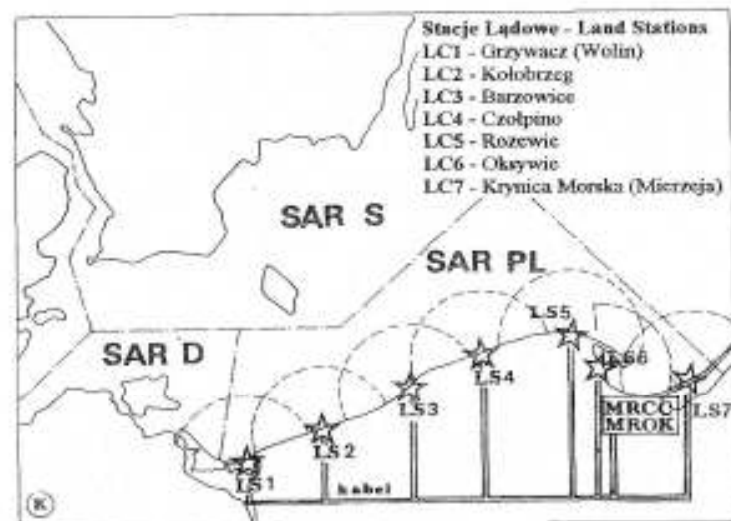 Stacje Lądowe - Land Stations
LC1 - Grzywacz (Wolin)
LC2 - Kołobrzeg
LC3 - Barzowice
LC4 - Czołpino
LC5 - Rozewie
LC6 - Oksywie
LC7 - Krynica Morska (Mierzeja)
SAR S
SAR PL
SAR D
LS5
LS6
LS4
LS3
LS7
MRCC
MROK
LS2
LS1
kabel
K